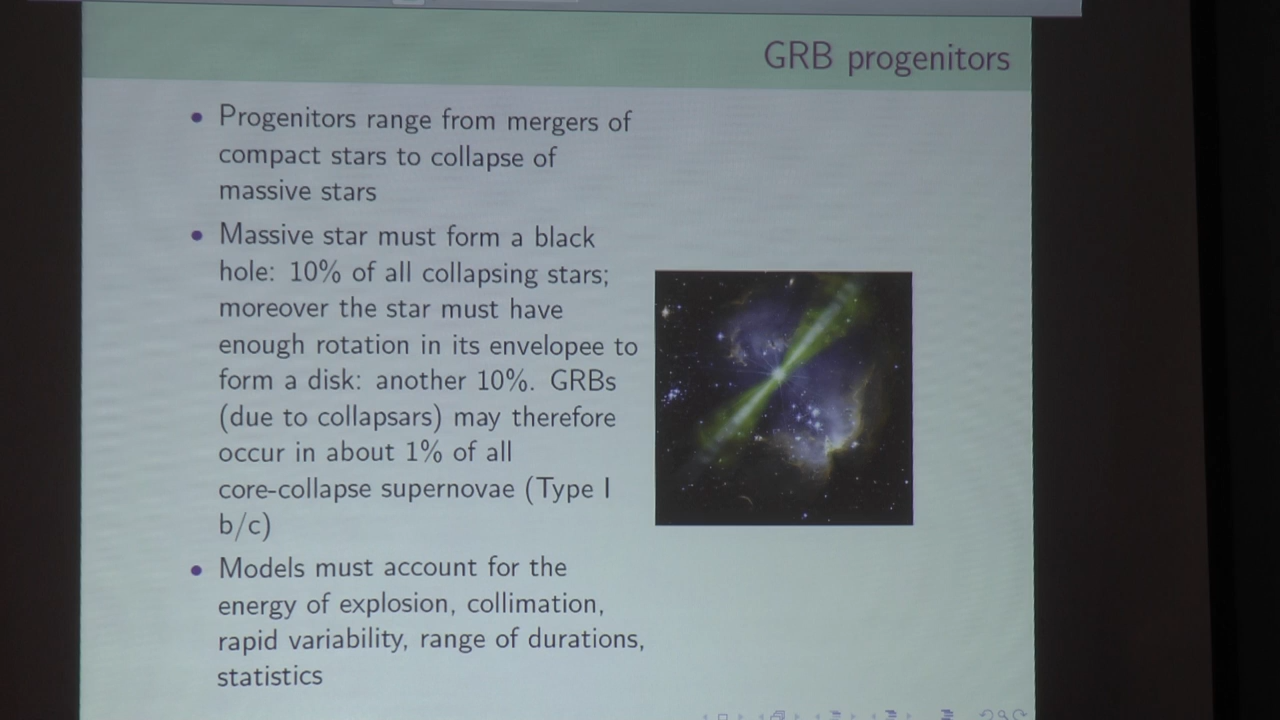 GRB progenitors
• Progenitors range from mergers of
compact stars to collapse of
massive stars
• Massive star must form a black
hole: 10% of all collapsing stars;
moreover the star must have
enough rotation in its envelopee to
form a disk: another 10%. GRBs
(due to collapsars) may therefore
occur in about 1% of all
core-collapse supernovae (Type I
b/c)
• Models must account for the
energy of explosion, collimation,
rapid variability, range of durations,
statistics